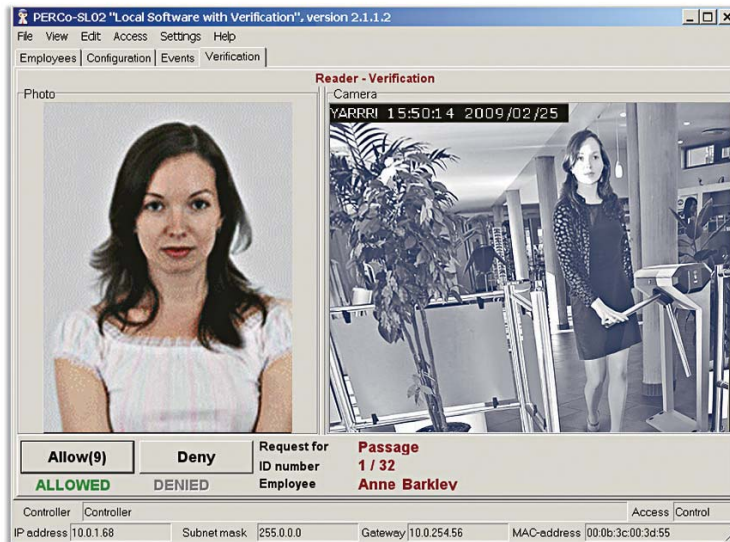 PERCo-SL02 "Local Software with Verification", version 2.1.1.2
File View Edit Access Settings Help
Employees Configuration Events Verification
Reader - Verification
Photo Camera
YARRRI 15:50:14 2009/02/25
Allow(9) Deny
ALLOWED DENIED
Request for Passage
ID number 1 / 32
Employee Anne Barklev
Controller Controller Access Control
IP address 10.0.1.68 Subnet mask 255.0.0.0 Gateway 10.0.254.56 MAC-address 00:0b:3c:00:3d:55